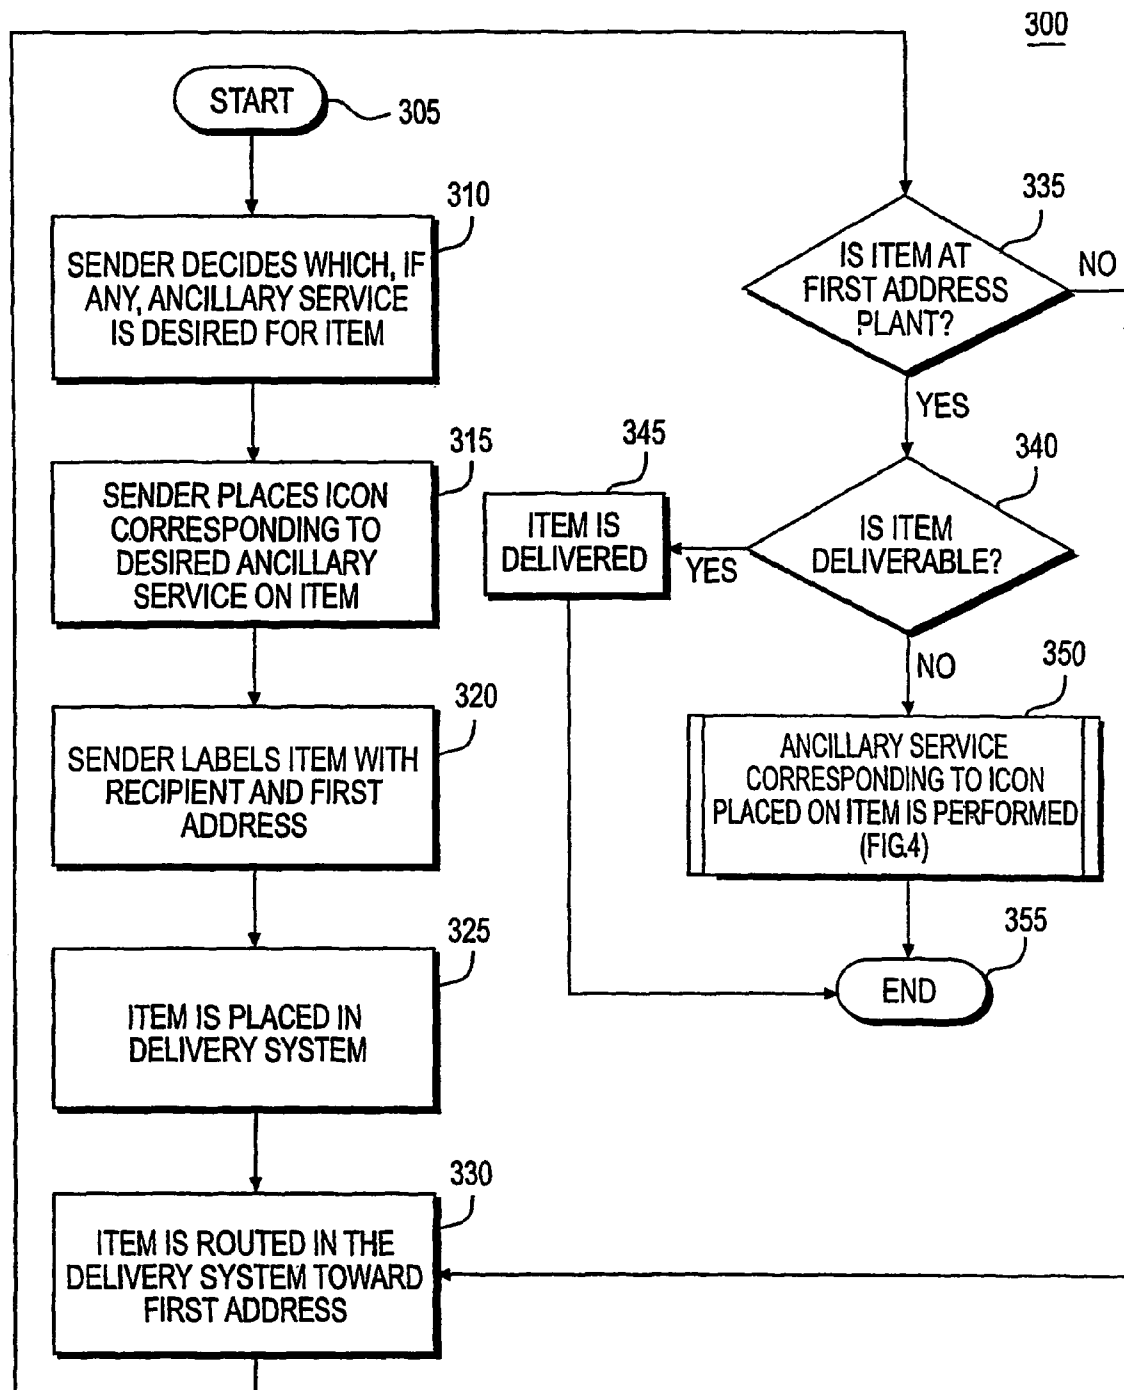 300
START
305
310
SENDER DECIDES WHICH, IF
ANY, ANCILLARY SERVICE
IS DESIRED FOR ITEM
315
SENDER PLACES ICON
CORRESPONDING TO
DESIRED ANCILLARY
SERVICE ON ITEM
320
SENDER LABELS ITEM WITH
RECIPIENT AND FIRST
ADDRESS
325
ITEM IS PLACED IN
DELIVERY SYSTEM
330
ITEM IS ROUTED IN THE
DELIVERY SYSTEM TOWARD
FIRST ADDRESS
335
IS ITEM AT
FIRST ADDRESS
PLANT?
NO
YES
340
IS ITEM
DELIVERABLE?
YES
345
ITEM IS
DELIVERED
NO
350
ANCILLARY SERVICE
CORRESPONDING TO ICON
PLACED ON ITEM IS PERFORMED
(FIG.4)
355
END